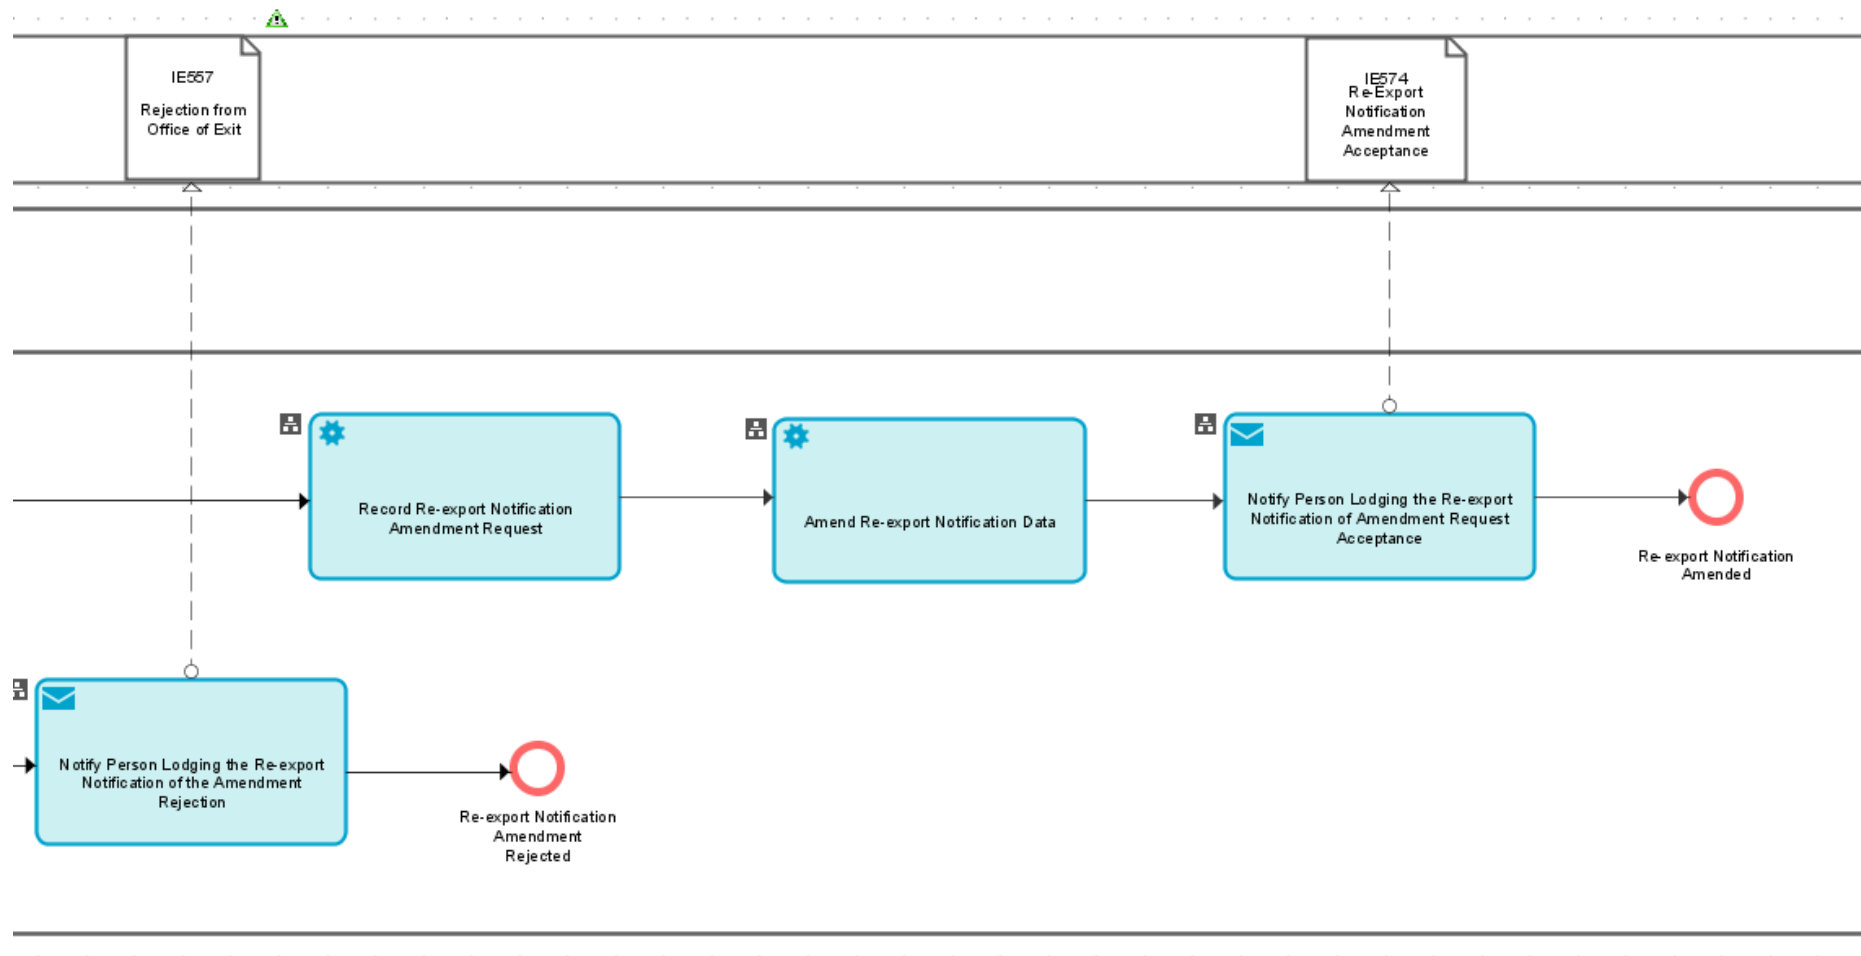 IE557
Rejection from
Office of Exit
IE574
Re-Export
Notification
Amendment
Acceptance
Record Re-export Notification
Amendment Request
Amend Re-export Notification Data
Notify Person Lodging the Re-export
Notification of Amendment Request
Acceptance
Re-export Notification
Amended
Notify Person Lodging the Re-export
Notification of the Amendment
Rejection
Re-export Notification
Amendment
Rejected